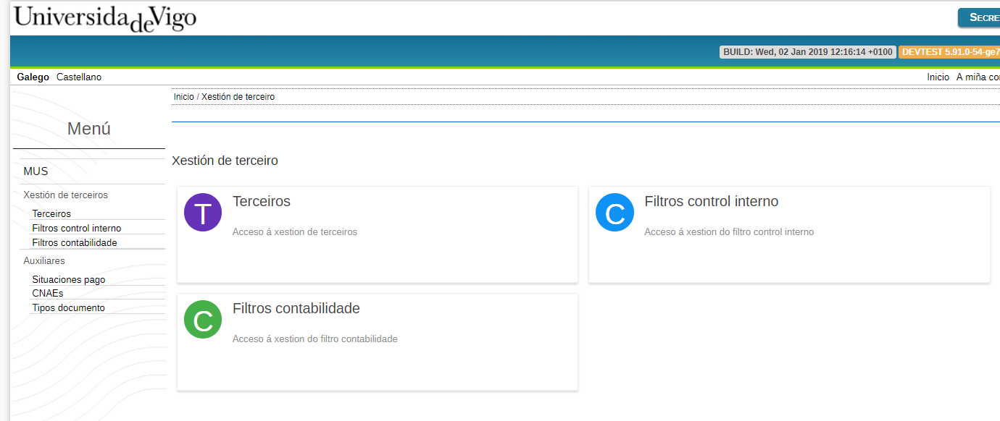 UniversidadeVigo
SECRE
BUILD: Wed, 02 Jan 2019 12:16:14 +0100 DEVTEST 5.91.0-54-ge7
Galego Castellano
Inicio A miña co
Inicio / Xestión de terceiro
Menú
MUS
Xestión de terceiros
Terceiros
Filtros control interno
Filtros contabilidade
Auxiliares
Situaciones pago
CNAEs
Tipos documento
Xestión de terceiro
T
Terceiros
Acceso á xestion de terceiros
C
Filtros control interno
Acceso á xestion do filtro control interno
C
Filtros contabilidade
Acceso á xestion do filtro contabilidade